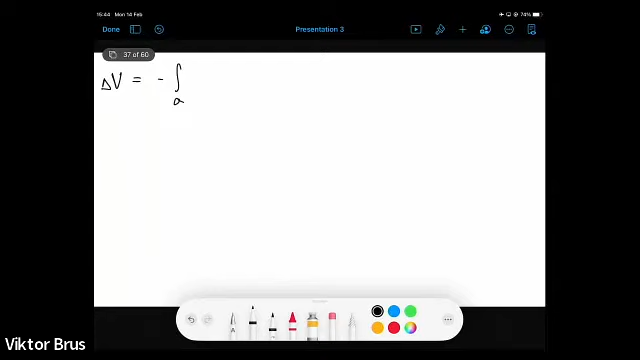 15:44 Mon 14 Feb 74%
Done Presentation 3
37 of 60
ΔV = - ∫
a
Viktor Brus